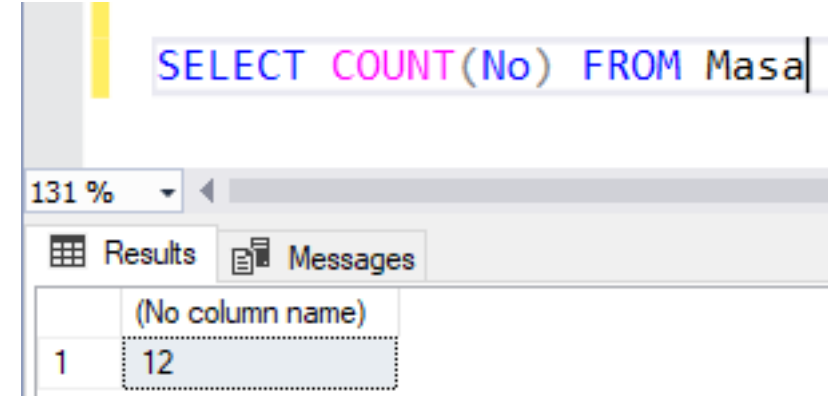 SELECT COUNT(No) FROM Masa
131 %
Results Messages
(No column name)
1 12